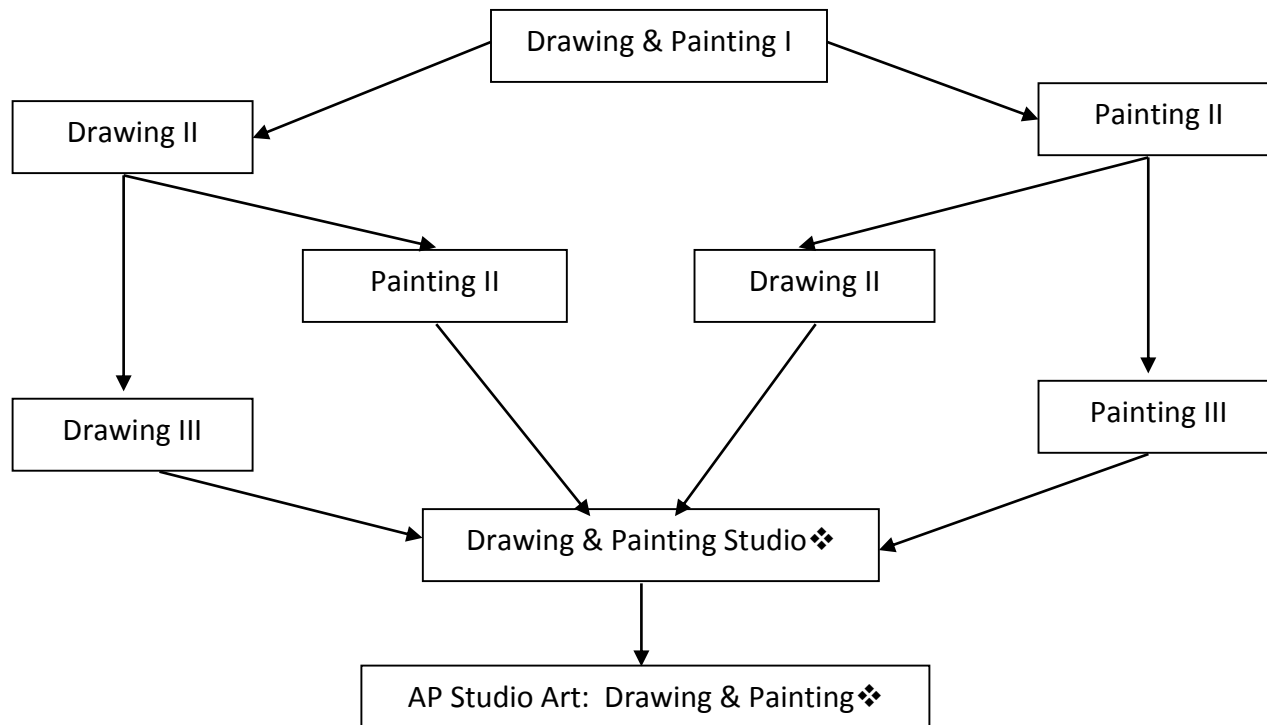 Drawing & Painting I
Drawing II
Painting II
Painting II
Drawing II
Drawing III
Painting III
Drawing & Painting Studio❖
AP Studio Art:  Drawing & Painting❖